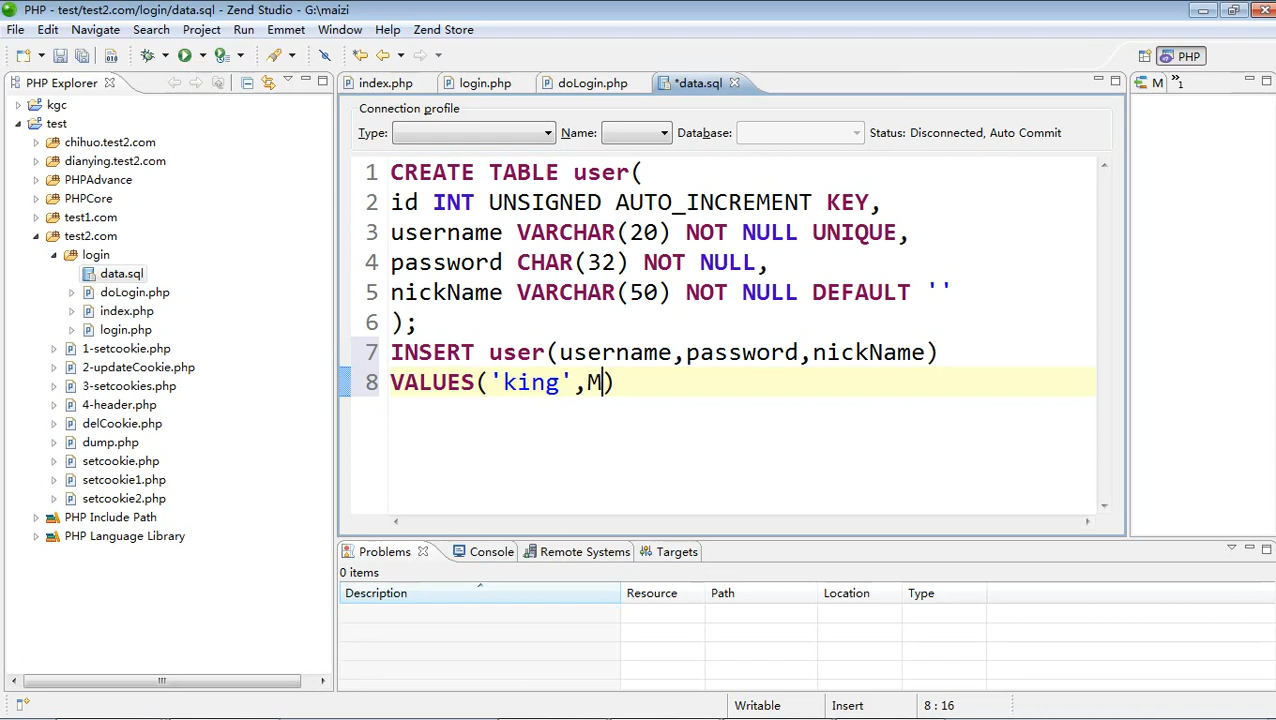 PHP - test/test2.com/login/data.sql - Zend Studio - G:\maizi
File Edit Navigate Search Project Run Emmet Window Help Zend Store
PHP
PHP Explorer
index.php login.php doLogin.php *data.sql M »1
Connection profile
Type: Name: Database: Status: Disconnected, Auto Commit
kgc
test
chihuo.test2.com
dianying.test2.com
PHPAdvance
PHPCore
test1.com
test2.com
login
data.sql
doLogin.php
index.php
login.php
1-setcookie.php
2-updateCookie.php
3-setcookies.php
4-header.php
delCookie.php
dump.php
setcookie.php
setcookie1.php
setcookie2.php
PHP Include Path
PHP Language Library
1 CREATE TABLE user(
2 id INT UNSIGNED AUTO_INCREMENT KEY,
3 username VARCHAR(20) NOT NULL UNIQUE,
4 password CHAR(32) NOT NULL,
5 nickName VARCHAR(50) NOT NULL DEFAULT ''
6 );
7 INSERT user(username,password,nickName)
8 VALUES('king',M)
Problems Console Remote Systems Targets
0 items
Description Resource Path Location Type
Writable Insert 8 : 16